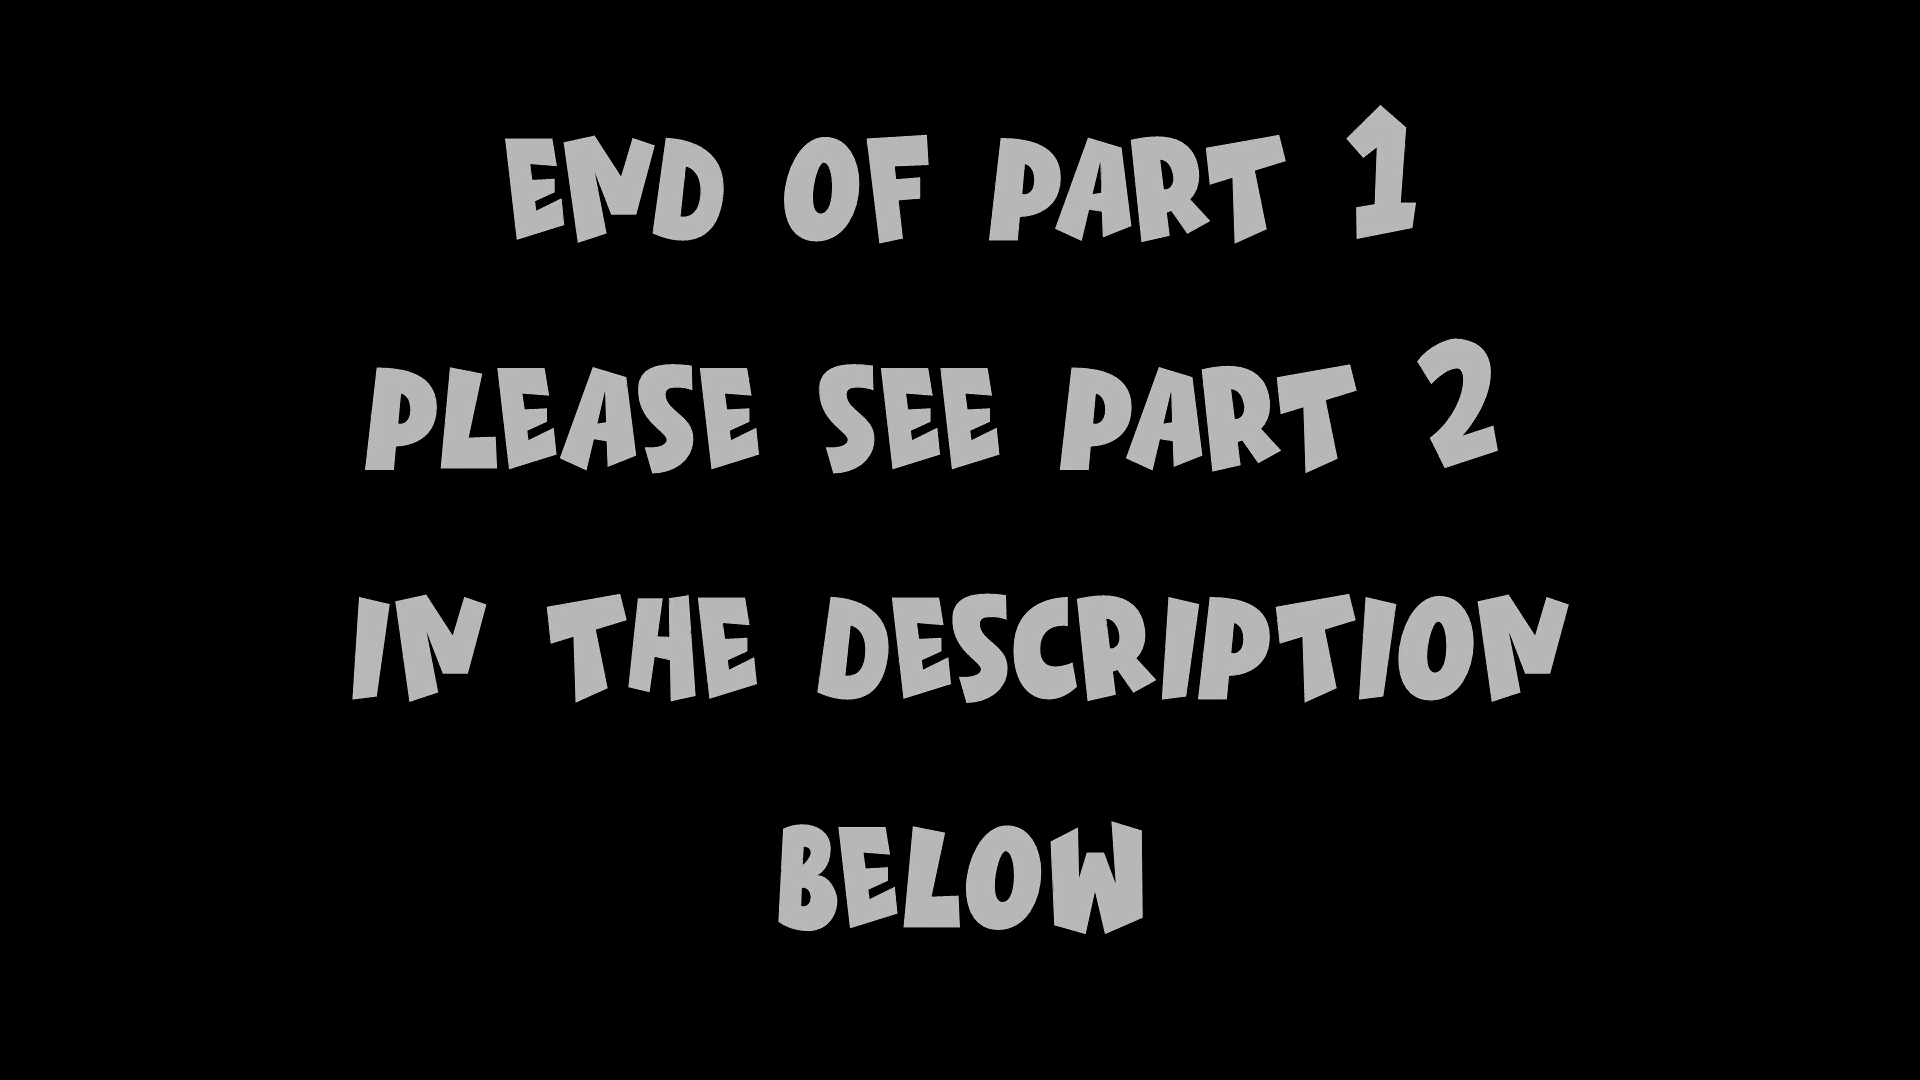 END OF PART 1
PLEASE SEE PART 2
IN THE DESCRIPTION
BELOW